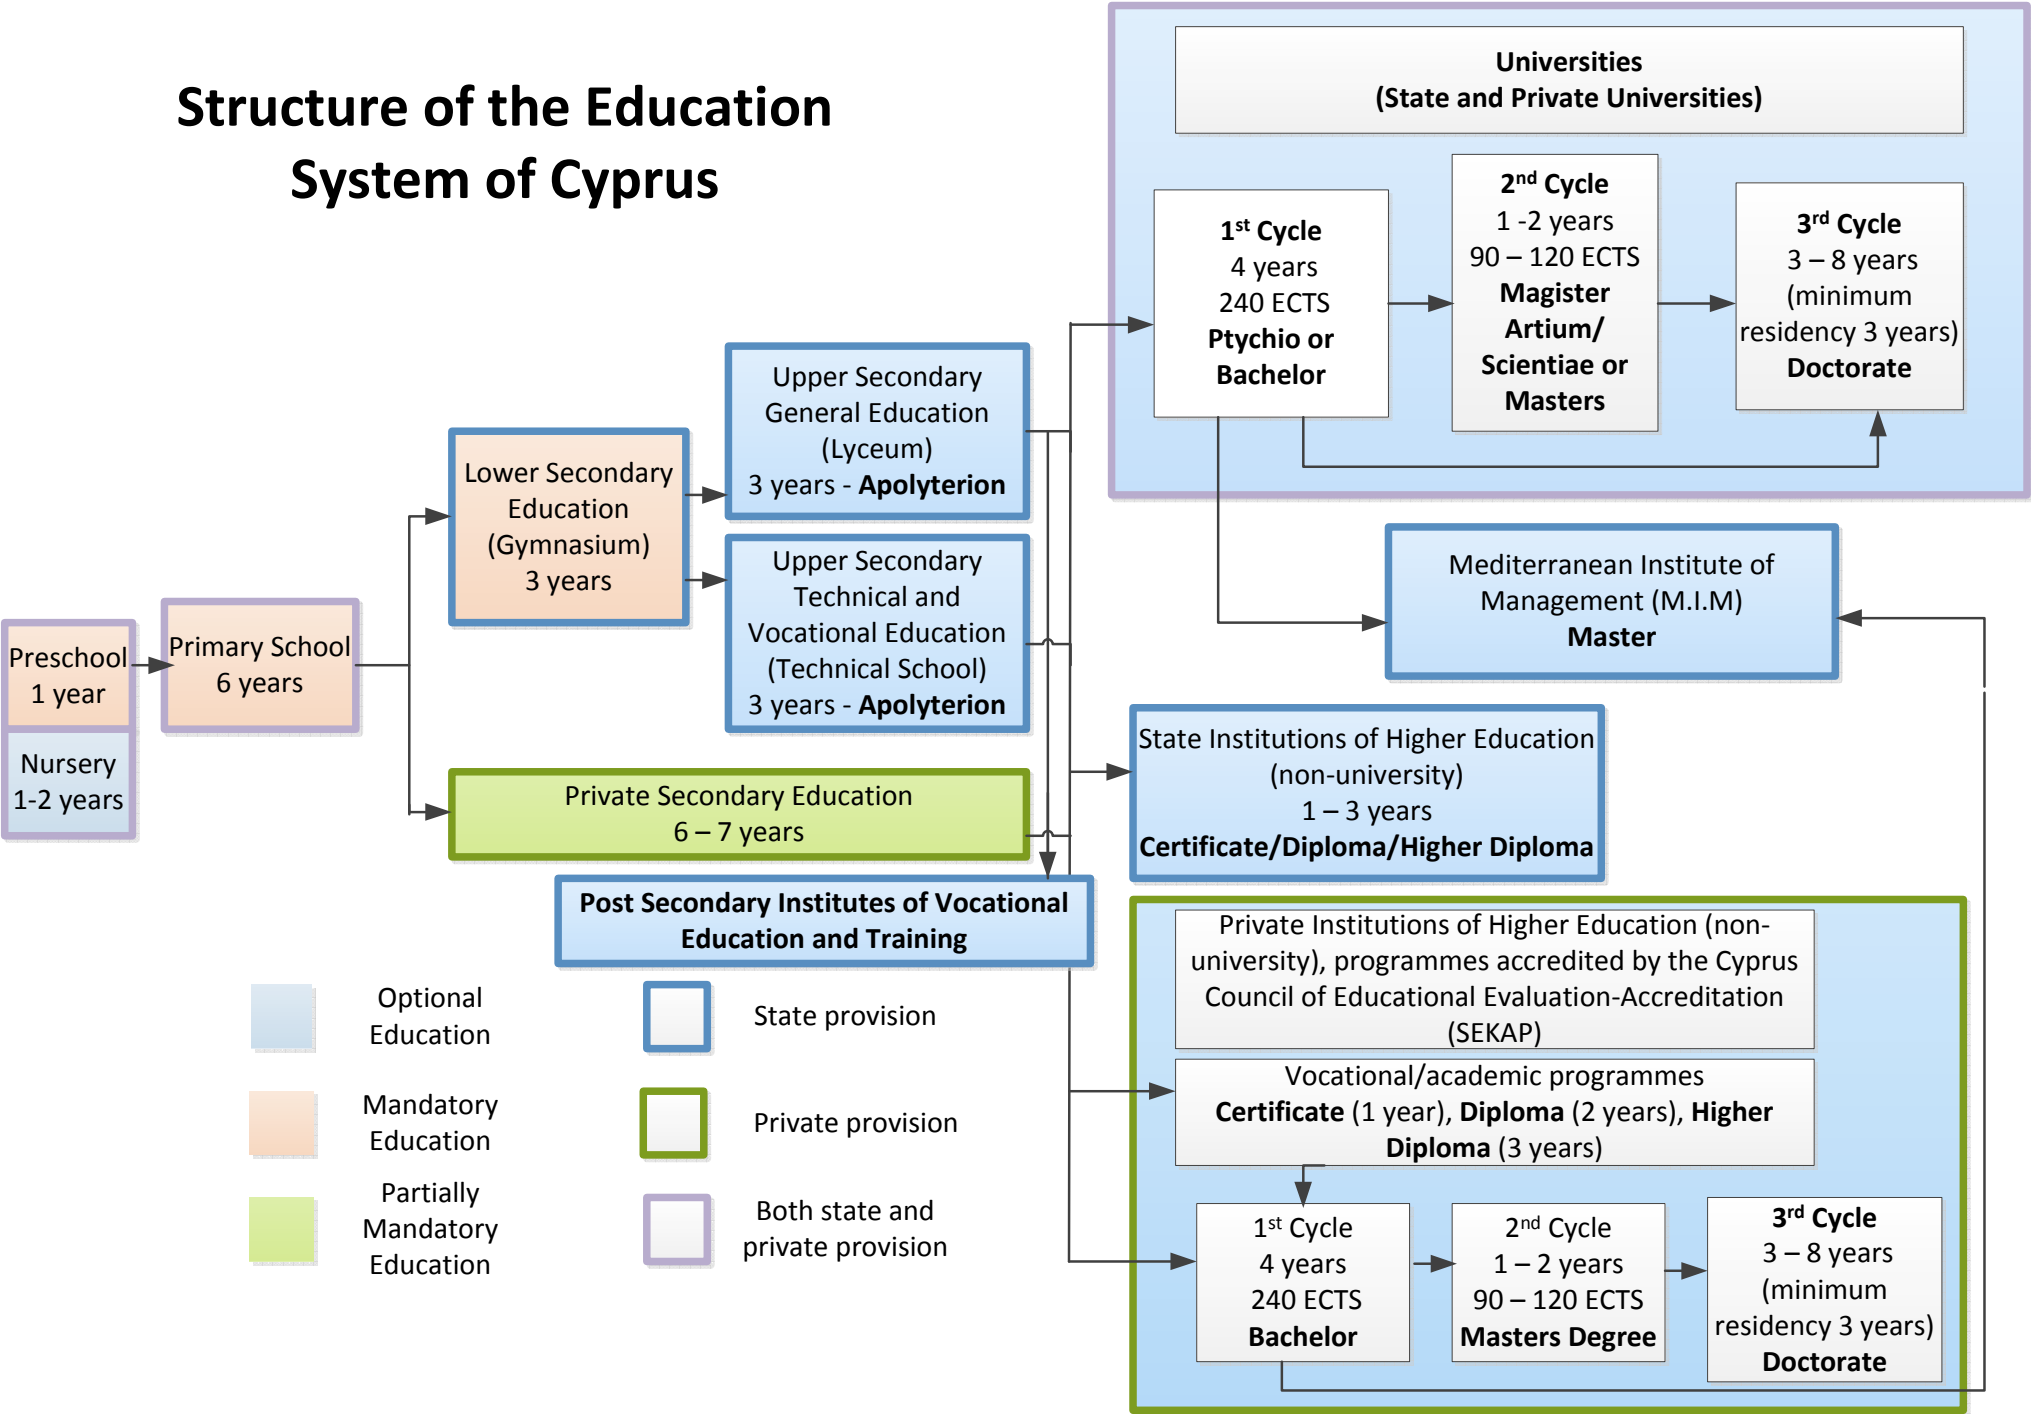 Structure of the Education
System of Cyprus
Universities
(State and Private Universities)
1st Cycle
4 years
240 ECTS
Ptychio or
Bachelor
2nd Cycle
1 -2 years
90 – 120 ECTS
Magister
Artium/
Scientiae or
Masters
3rd Cycle
3 – 8 years
(minimum
residency 3 years)
Doctorate
Upper Secondary
General Education
(Lyceum)
3 years - Apolyterion
Lower Secondary
Education
(Gymnasium)
3 years
Upper Secondary
Technical and
Vocational Education
(Technical School)
3 years - Apolyterion
Mediterranean Institute of
Management (M.I.M)
Master
Preschool
1 year
Primary School
6 years
Nursery
1-2 years
State Institutions of Higher Education
(non-university)
1 – 3 years
Certificate/Diploma/Higher Diploma
Private Secondary Education
6 – 7 years
Post Secondary Institutes of Vocational
Education and Training
Private Institutions of Higher Education (non-
university), programmes accredited by the Cyprus
Council of Educational Evaluation-Accreditation
(SEKAP)
Vocational/academic programmes
Certificate (1 year), Diploma (2 years), Higher
Diploma (3 years)
1st Cycle
4 years
240 ECTS
Bachelor
2nd Cycle
1 – 2 years
90 – 120 ECTS
Masters Degree
3rd Cycle
3 – 8 years
(minimum
residency 3 years)
Doctorate
Optional
Education
State provision
Mandatory
Education
Private provision
Partially
Mandatory
Education
Both state and
private provision